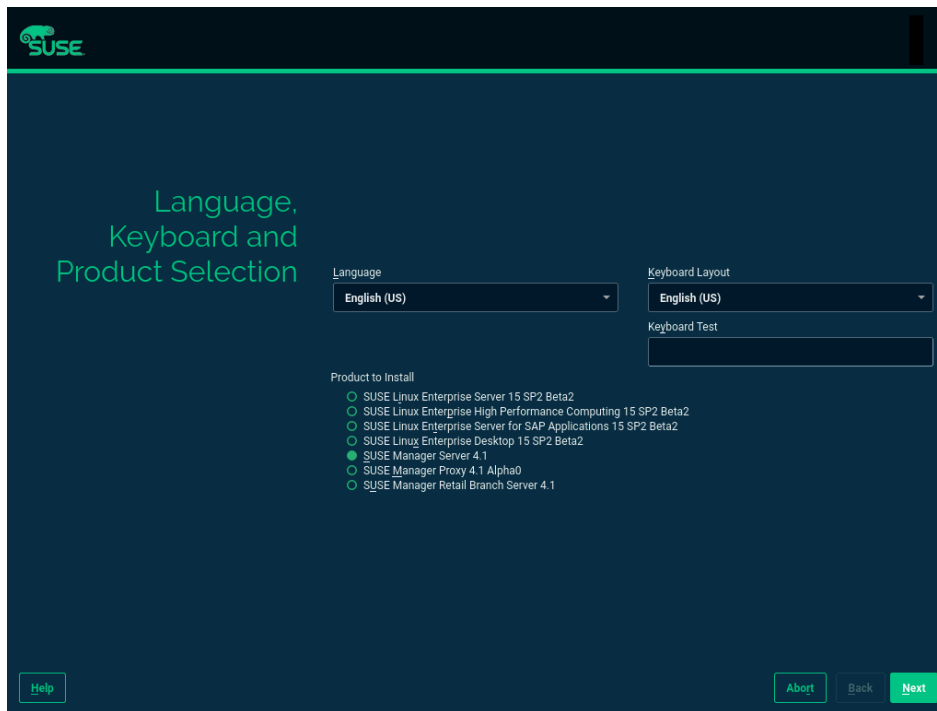 SUSE
Language,
Keyboard and
Product Selection
Language
Keyboard Layout
English (US)
English (US)
Keyboard Test
Product to Install
SUSE Linux Enterprise Server 15 SP2 Beta2
SUSE Linux Enterprise High Performance Computing 15 SP2 Beta2
SUSE Linux Enterprise Server for SAP Applications 15 SP2 Beta2
SUSE Linux Enterprise Desktop 15 SP2 Beta2
SUSE Manager Server 4.1
SUSE Manager Proxy 4.1 Alpha0
SUSE Manager Retail Branch Server 4.1
Help
Abort
Back
Next